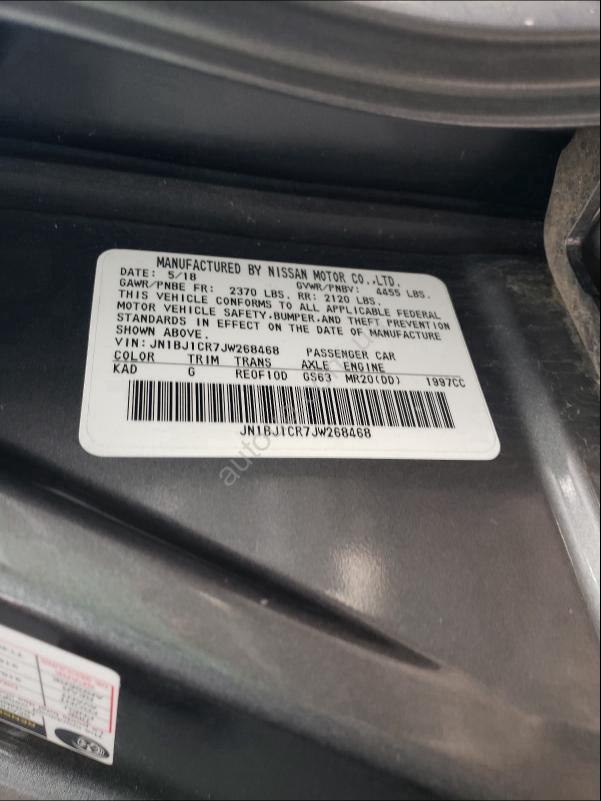 MANUFACTURED BY NISSAN MOTOR CO.,LTD.
DATE: 5/18 GVWR/PNBV: 4455 LBS.
GAWR/PNBE FR: 2370 LBS. RR: 2120 LBS.
THIS VEHICLE CONFORMS TO ALL APPLICABLE FEDERAL
MOTOR VEHICLE SAFETY,BUMPER,AND THEFT PREVENTION
STANDARDS IN EFFECT ON THE DATE OF MANUFACTURE
SHOWN ABOVE.
VIN: JN1BJ1CR7JW268468 PASSENGER CAR
COLOR TRIM TRANS AXLE ENGINE
KAD G RE0F10D GS63 MR20(DD) 1997CC
JN1BJ1CR7JW268468